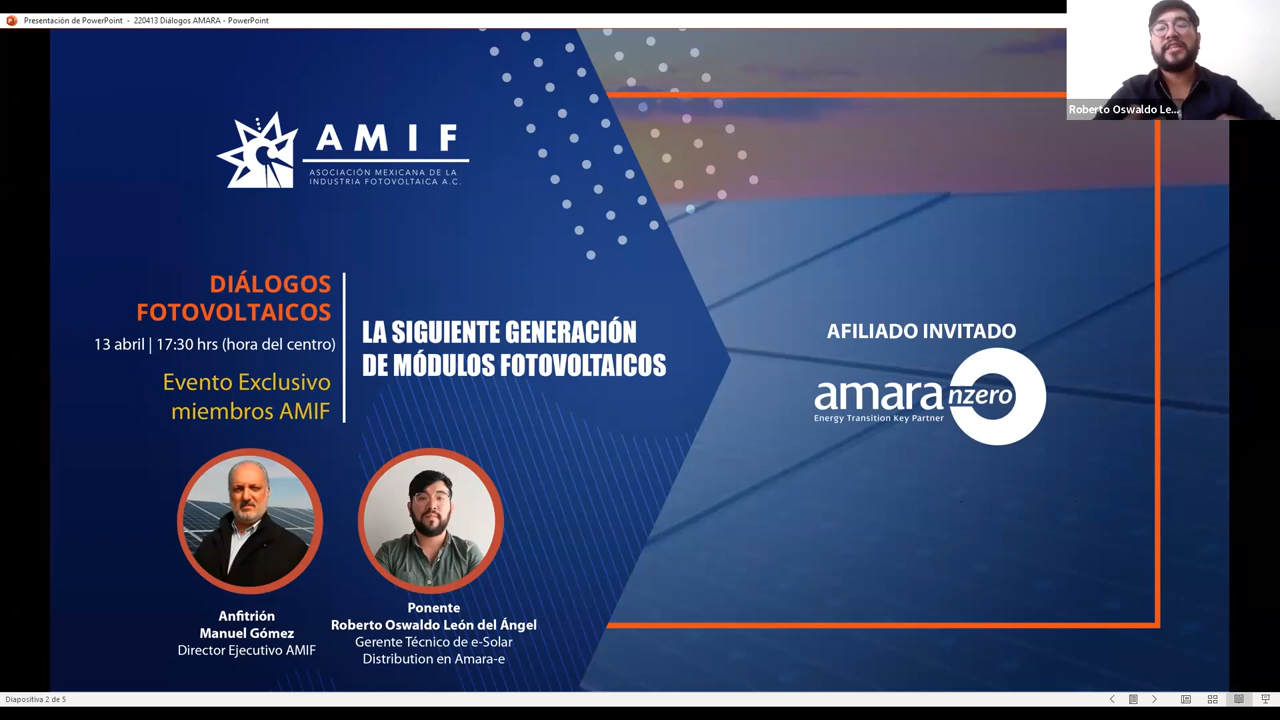 Presentación de PowerPoint - 220413 Diálogos AMARA - PowerPoint
Roberto Oswaldo Le...
AMIF
ASOCIACIÓN MEXICANA DE LA
INDUSTRIA FOTOVOLTAICA A.C.
DIÁLOGOS
FOTOVOLTAICOS
13 abril | 17:30 hrs (hora del centro)
Evento Exclusivo
miembros AMIF
LA SIGUIENTE GENERACIÓN
DE MÓDULOS FOTOVOLTAICOS
AFILIADO INVITADO
amara nzero
Energy Transition Key Partner
Anfitrión
Manuel Gómez
Director Ejecutivo AMIF
Ponente
Roberto Oswaldo León del Ángel
Gerente Técnico de e-Solar
Distribution en Amara-e
Diapositiva 2 de 5